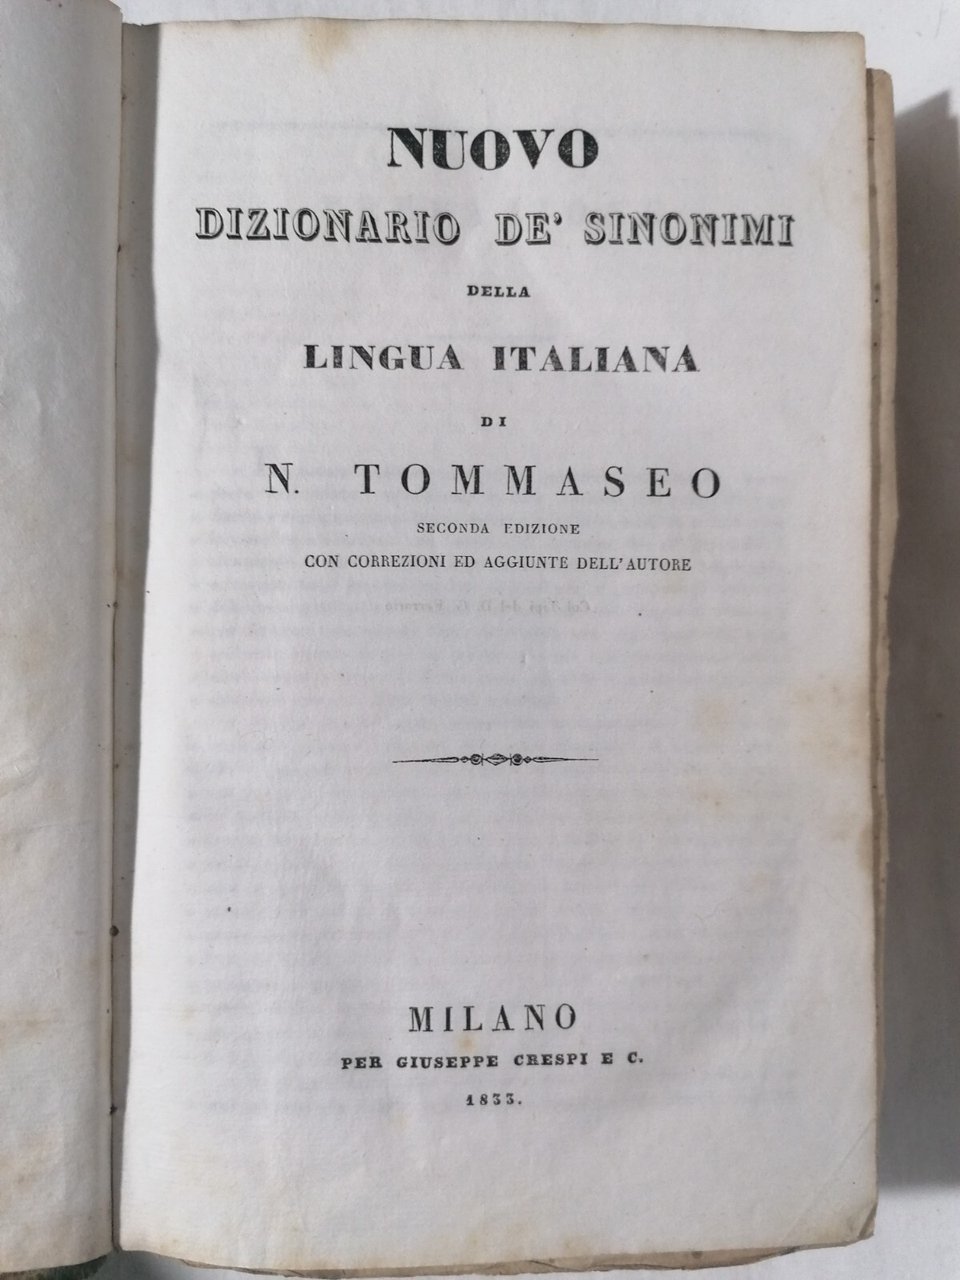 NUOVO
DIZIONARIO DE' SINONIMI
DELLA
LINGUA ITALIANA
DI
N. TOMMASEO
SECONDA EDIZIONE
CON CORREZIONI ED AGGIUNTE DELL'AUTORE
MILANO
PER GIUSEPPE CRESPI E C.
1833.